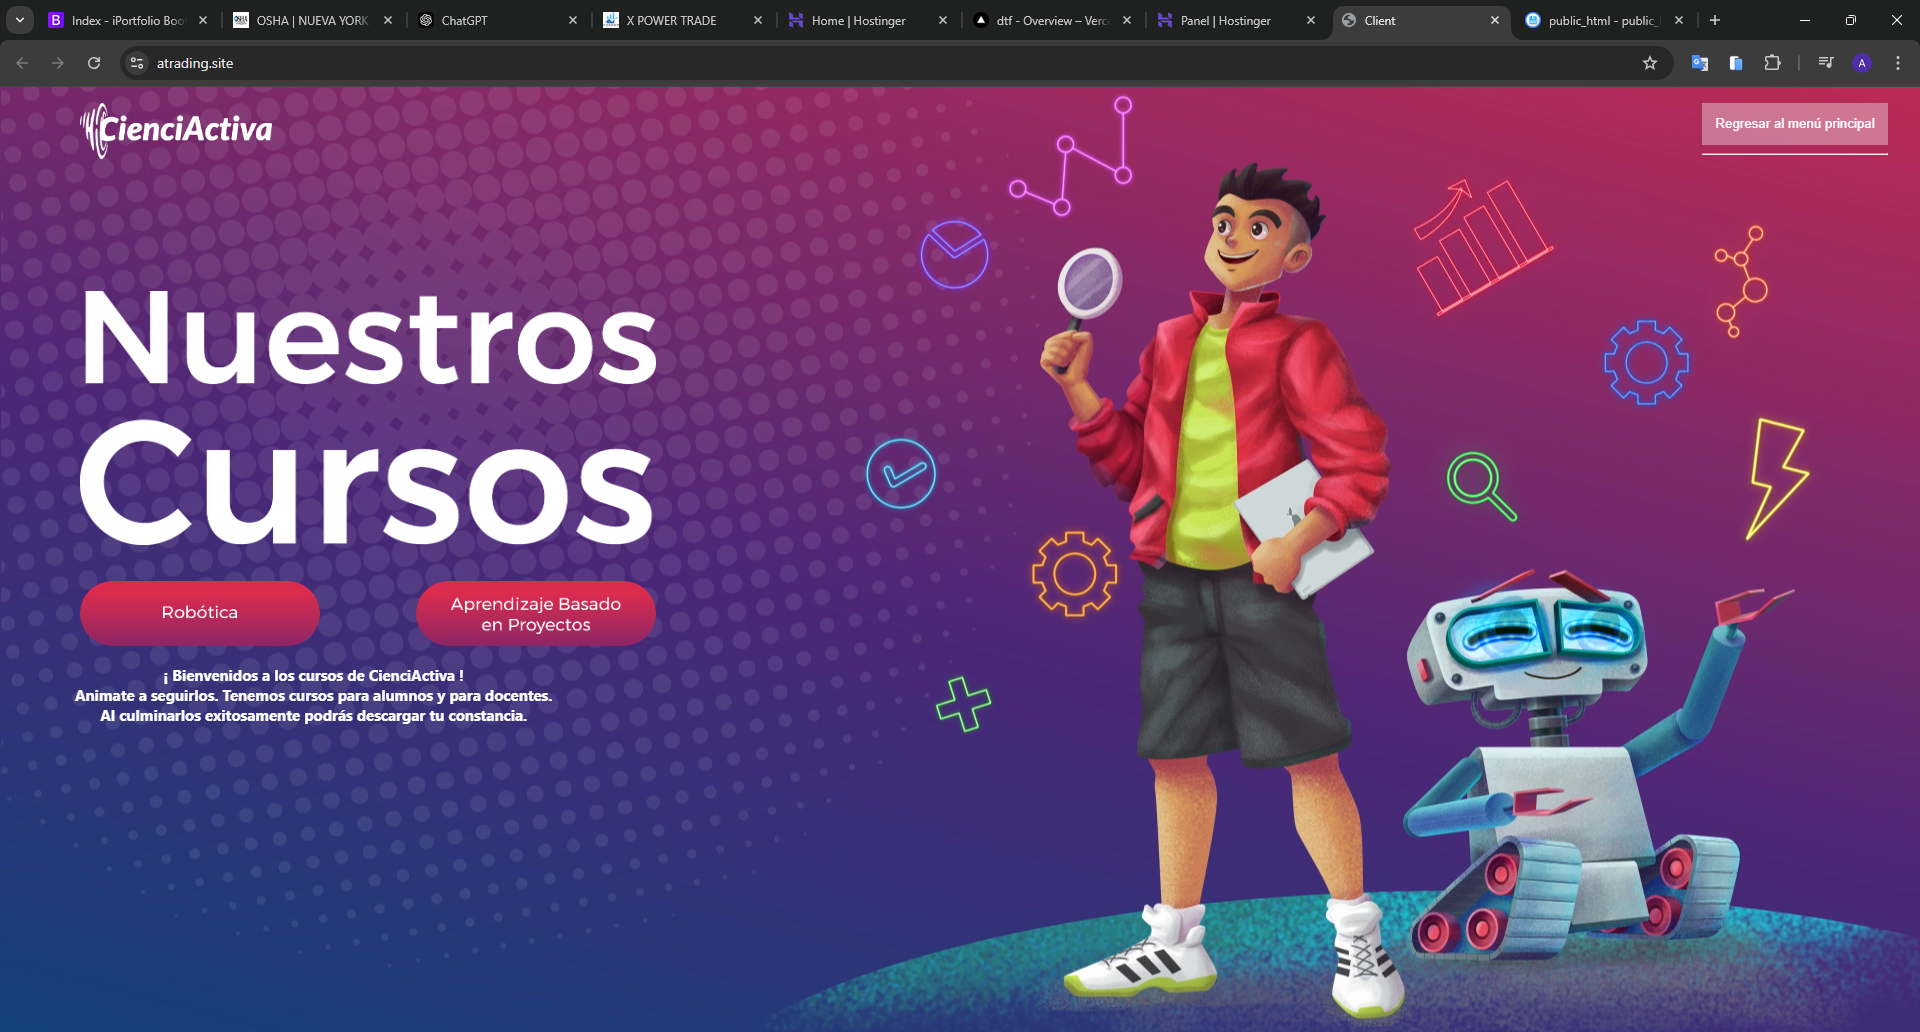 Index - iPortfolio Boo
OSHA | NUEVA YORK
ChatGPT
X POWER TRADE
Home | Hostinger
dtf - Overview – Verc
Panel | Hostinger
Client
public_html - public_
atrading.site
A
CienciActiva
Regresar al menú principal
Nuestros
Cursos
Robótica
Aprendizaje Basado
en Proyectos
¡ Bienvenidos a los cursos de CienciActiva !
Animate a seguirlos. Tenemos cursos para alumnos y para docentes.
Al culminarlos exitosamente podrás descargar tu constancia.